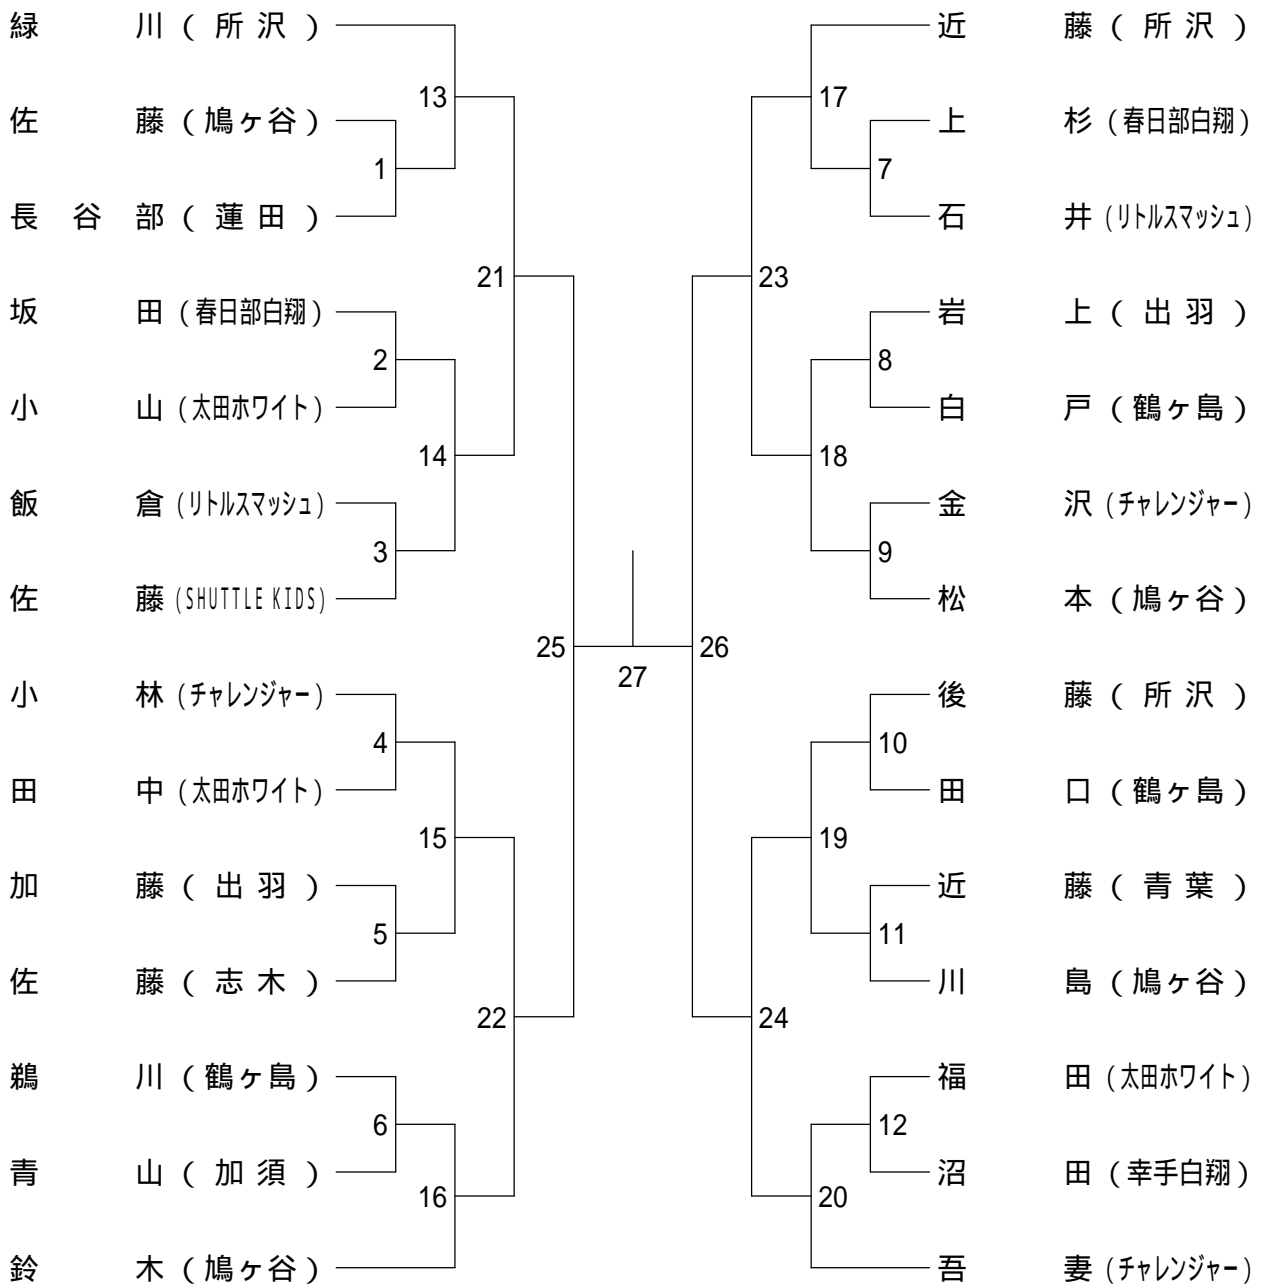 緑川(所沢)
13
佐藤(鳩ヶ谷)
1
長谷部(蓮田)
21
坂田(春日部白翔)
2
小山(太田ホワイト)
14
飯倉(リトルスマッシュ)
3
佐藤(SHUTTLE KIDS)
25
小林(チャレンジャー)
4
田中(太田ホワイト)
15
加藤(出羽)
5
佐藤(志木)
22
鵜川(鶴ヶ島)
6
青山(加須)
16
鈴木(鳩ヶ谷)
27
近藤(所沢)
17
上杉(春日部白翔)
7
石井(リトルスマッシュ)
23
岩上(出羽)
8
白戸(鶴ヶ島)
18
金沢(チャレンジャー)
9
松本(鳩ヶ谷)
26
後藤(所沢)
10
田口(鶴ヶ島)
19
近藤(青葉)
11
川島(鳩ヶ谷)
24
福田(太田ホワイト)
12
沼田(幸手白翔)
20
吾妻(チャレンジャー)